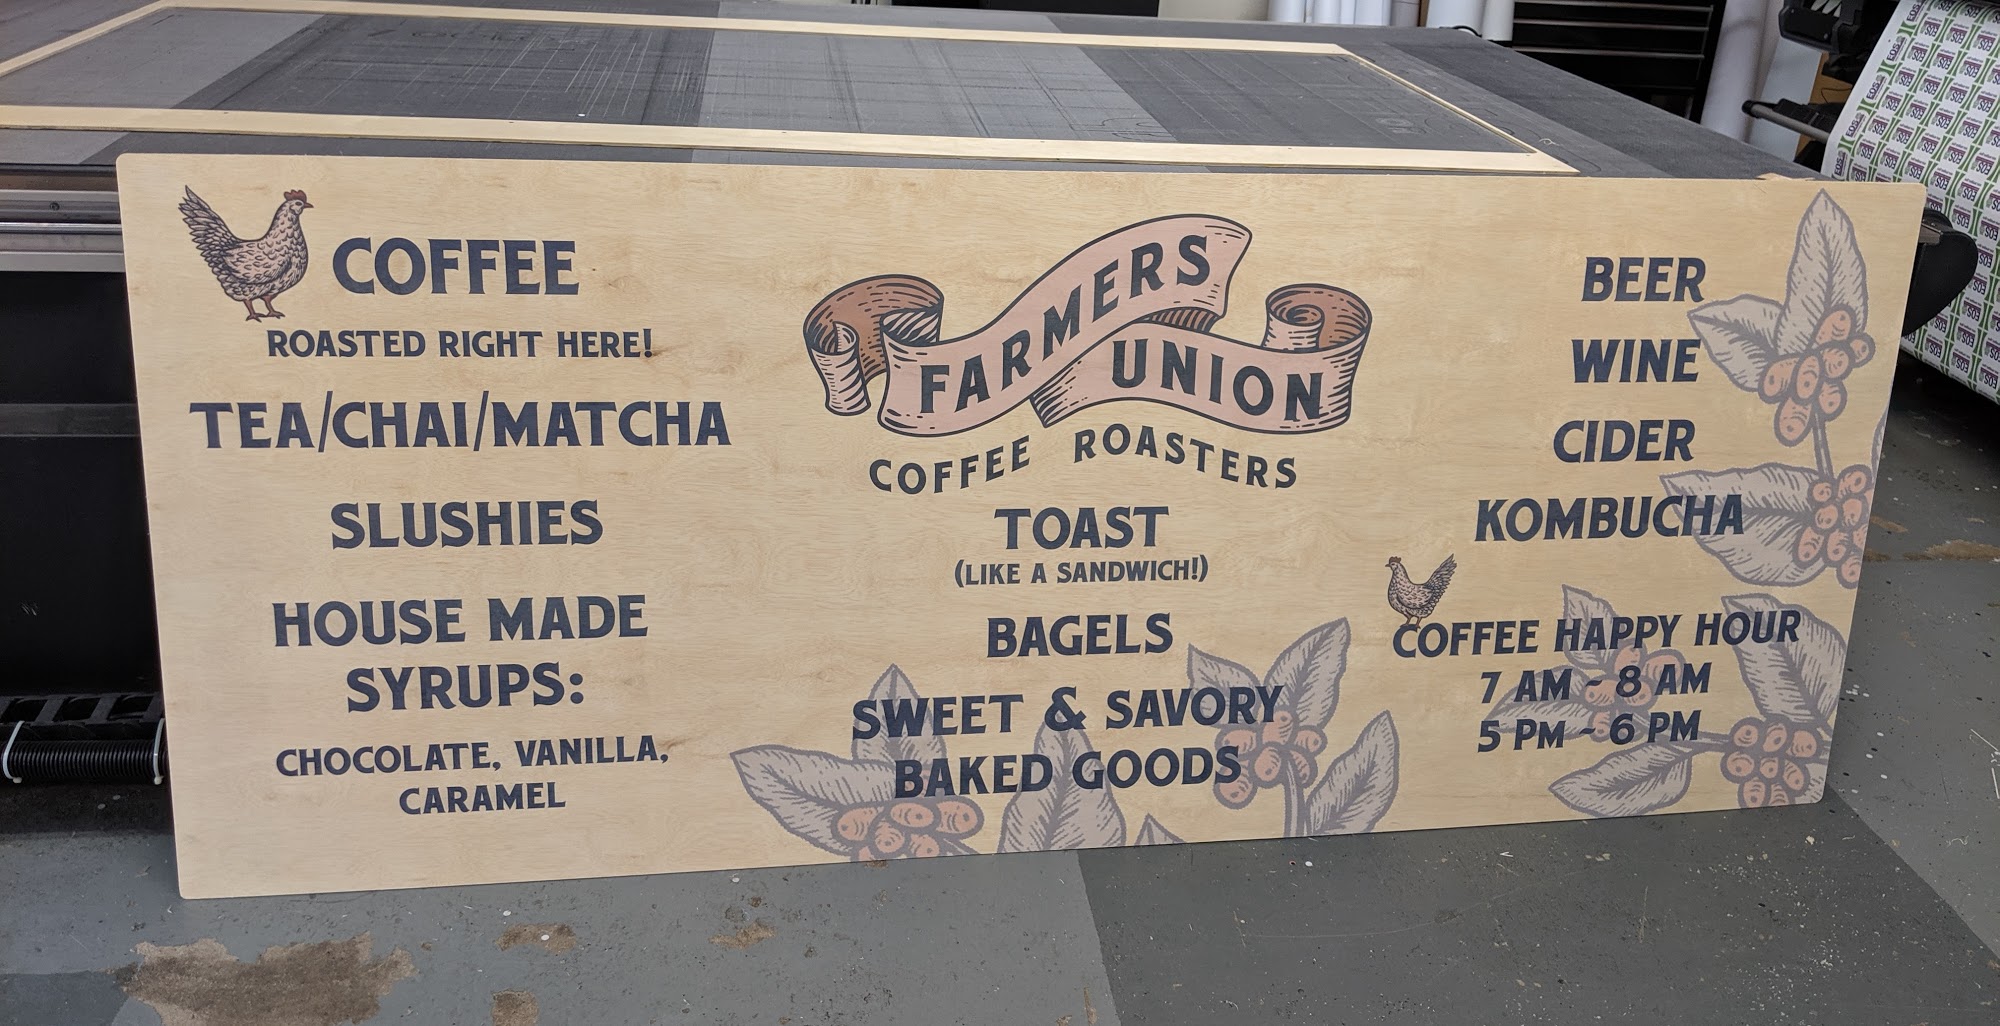 COFFEE
ROASTED RIGHT HERE!
TEA/CHAI/MATCHA
SLUSHIES
HOUSE MADE
SYRUPS:
CHOCOLATE, VANILLA,
CARAMEL
FARMERS
UNION
COFFEE ROASTERS
TOAST
(LIKE A SANDWICH!)
BAGELS
SWEET & SAVORY
BAKED GOODS
BEER
WINE
CIDER
KOMBUCHA
COFFEE HAPPY HOUR
7 AM ~ 8 AM
5 PM ~ 6 PM
EOS